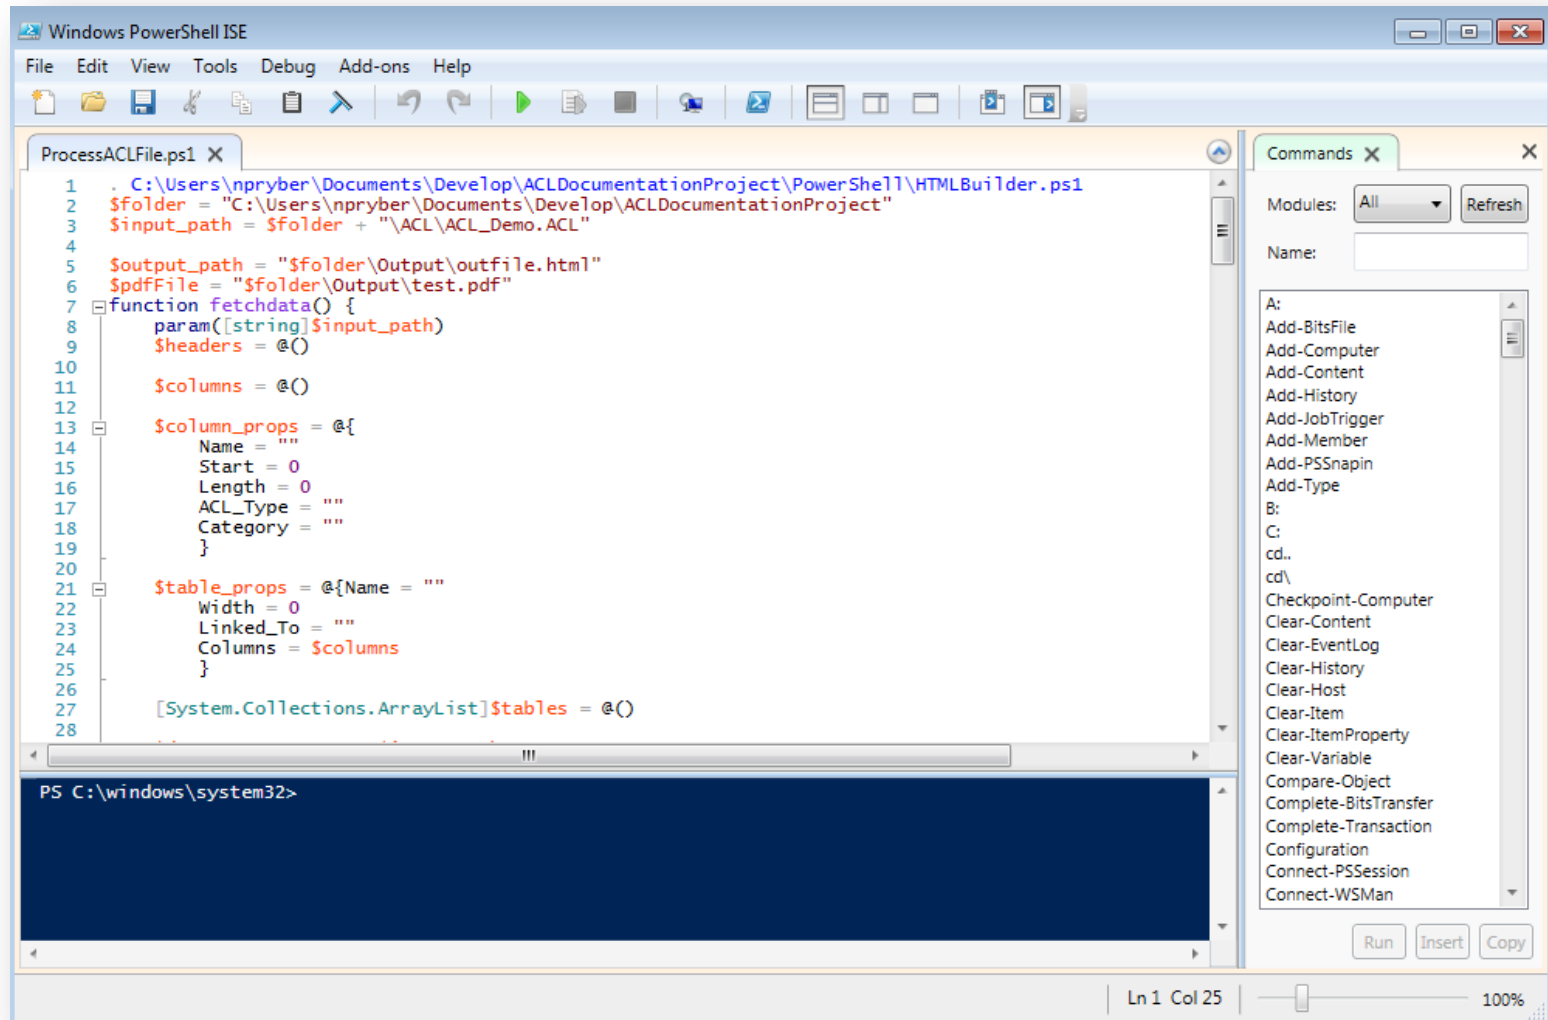 Windows PowerShell ISE
File Edit View Tools Debug Add-ons Help
ProcessACLFile.ps1
1 . C:\Users\npryber\Documents\Develop\ACLDocumentationProject\PowerShell\HTMLBuilder.ps1
2 $folder = "C:\Users\npryber\Documents\Develop\ACLDocumentationProject"
3 $input_path = $folder + "\ACL\ACL_Demo.ACL"
4
5 $output_path = "$folder\Output\outfile.html"
6 $pdfFile = "$folder\Output\test.pdf"
7 function fetchdata() {
8 param([string]$input_path)
9 $headers = @()
10
11 $columns = @()
12
13 $column_props = @{
14 Name = ""
15 Start = 0
16 Length = 0
17 ACL_Type = ""
18 Category = ""
19 }
20
21 $table_props = @{Name = ""
22 Width = 0
23 Linked_To = ""
24 Columns = $columns
25 }
26
27 [System.Collections.ArrayList]$tables = @()
28
PS C:\windows\system32>
Commands
Modules: All Refresh
Name:
A:
Add-BitsFile
Add-Computer
Add-Content
Add-History
Add-JobTrigger
Add-Member
Add-PSSnapin
Add-Type
B:
C:
cd..
cd\
Checkpoint-Computer
Clear-Content
Clear-EventLog
Clear-History
Clear-Host
Clear-Item
Clear-ItemProperty
Clear-Variable
Compare-Object
Complete-BitsTransfer
Complete-Transaction
Configuration
Connect-PSSession
Connect-WSMan
Run Insert Copy
Ln 1 Col 25 100%